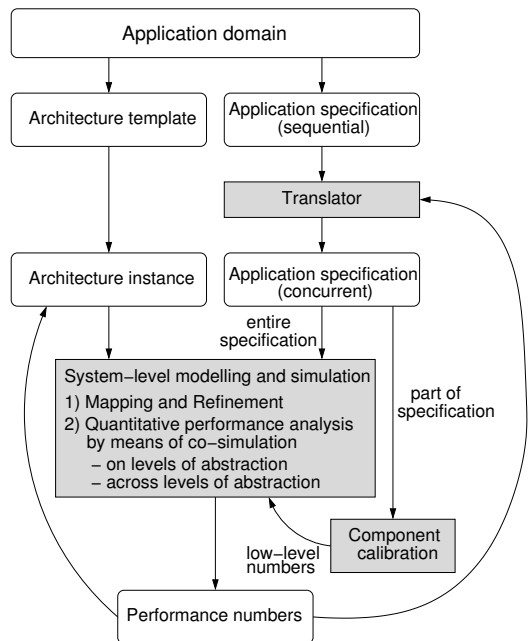 Application domain
Architecture template
Application specification
(sequential)
Translator
Architecture instance
Application specification
(concurrent)
entire
specification
System-level modelling and simulation
1) Mapping and Refinement
2) Quantitative performance analysis
by means of co-simulation
- on levels of abstraction
- across levels of abstraction
part of
specification
Component
calibration
low-level
numbers
Performance numbers